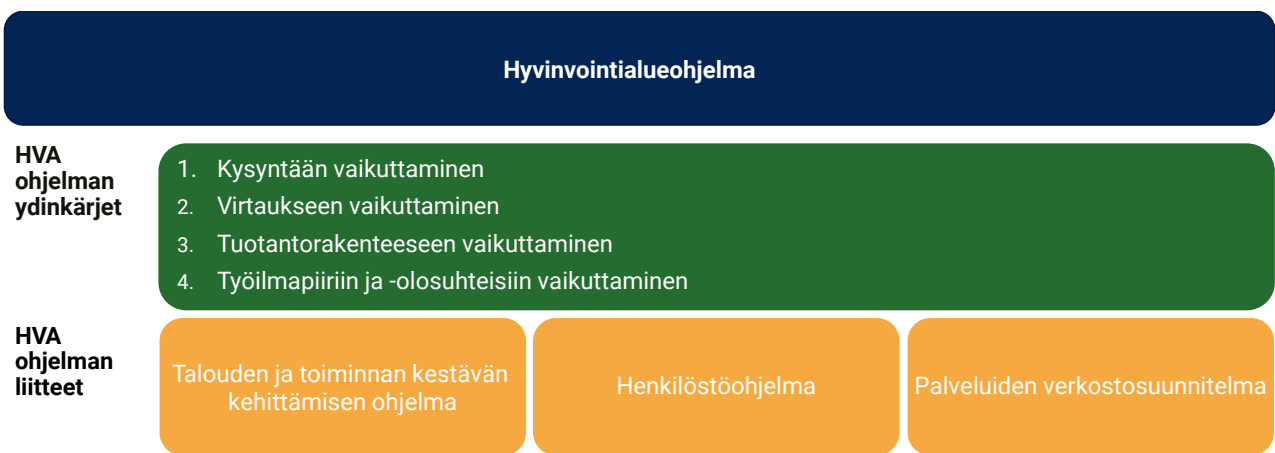 Hyvinvointialueohjelma
HVA
ohjelman
ydinkärjet
1. Kysyntään vaikuttaminen
2. Virtaukseen vaikuttaminen
3. Tuotantorakenteeseen vaikuttaminen
4. Työilmapiiriin ja -olosuhteisiin vaikuttaminen
HVA
ohjelman
liitteet
Talouden ja toiminnan kestävän
kehittämisen ohjelma
Henkilöstöohjelma
Palveluiden verkostosuunnitelma